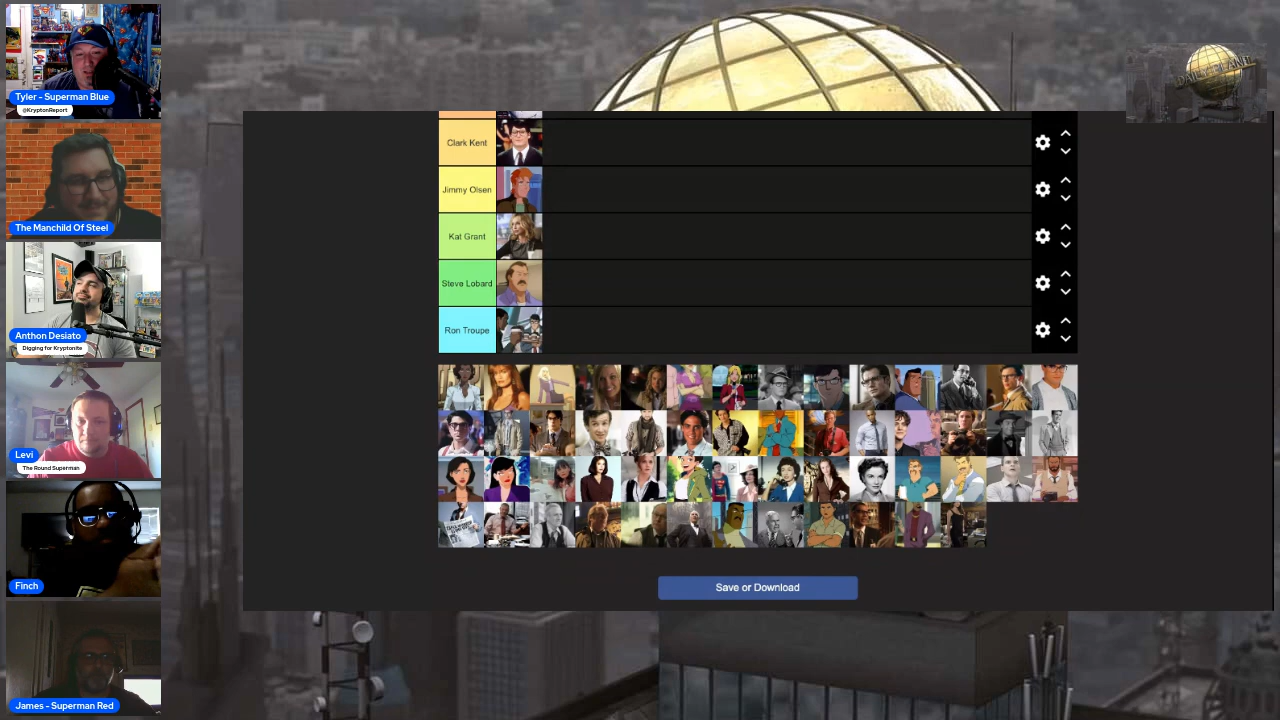 Tyler - Superman Blue
@KryptonReport
The Manchild Of Steel
Anthon Desiato
Digging for Kryptonite
Levi
The Round Superman
Finch
James - Superman Red
Clark Kent
Jimmy Olsen
Kat Grant
Steve Lobard
Ron Troupe
Save or Download
DAILY PLANET